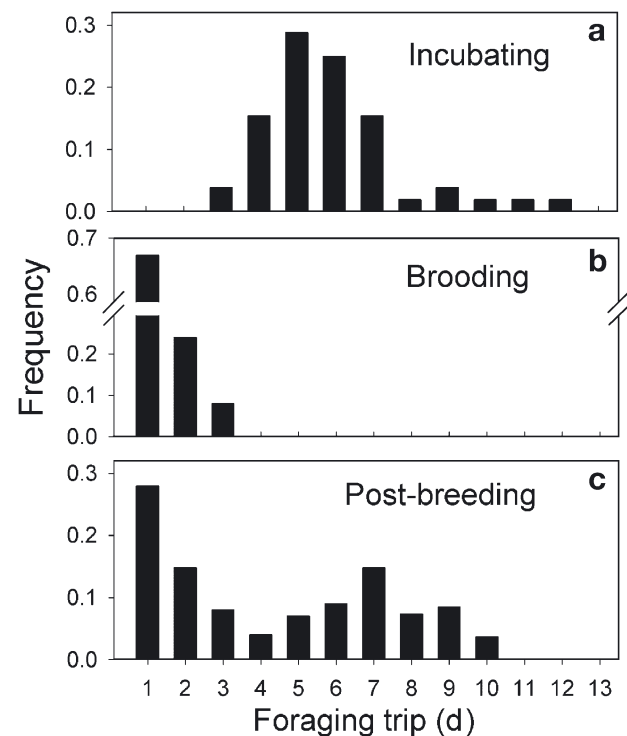 a
Incubating
0.3
0.2
0.1
0.0
b
Brooding
0.7
0.6
0.2
0.1
0.0
Frequency
c
Post-breeding
0.3
0.2
0.1
0.0
1 2 3 4 5 6 7 8 9 10 11 12 13
Foraging trip (d)